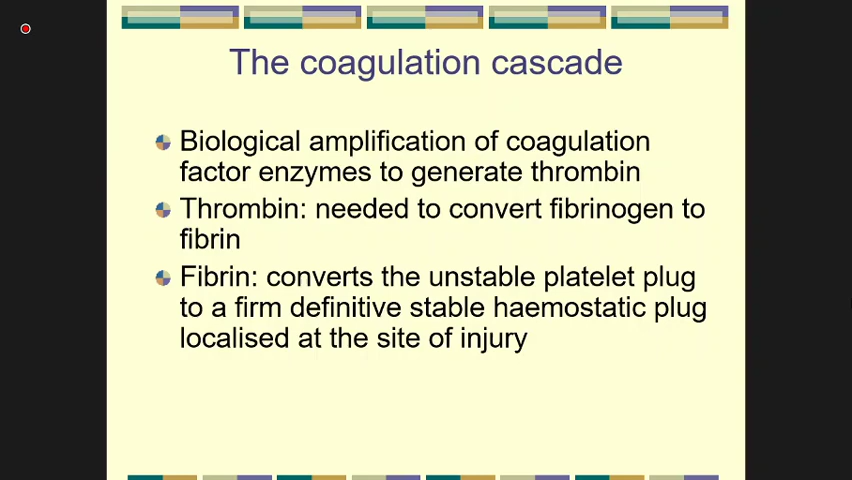 The coagulation cascade
Biological amplification of coagulation
factor enzymes to generate thrombin
Thrombin: needed to convert fibrinogen to
fibrin
Fibrin: converts the unstable platelet plug
to a firm definitive stable haemostatic plug
localised at the site of injury